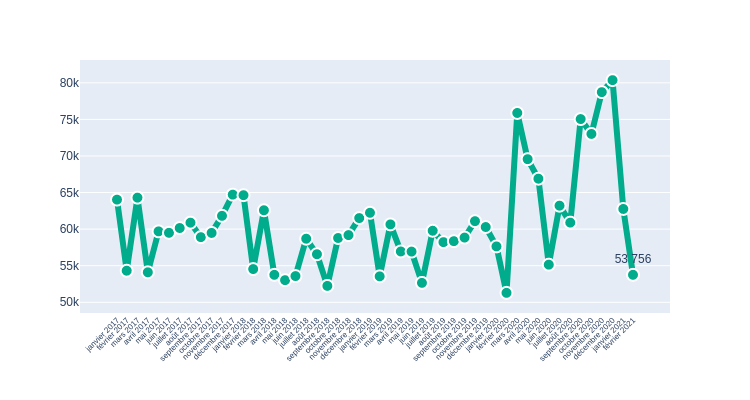 80k
75k
70k
65k
60k
55k
50k
53,756
janvier 2017
février 2017
mars 2017
avril 2017
mai 2017
juin 2017
juillet 2017
août 2017
septembre 2017
octobre 2017
novembre 2017
décembre 2017
janvier 2018
février 2018
mars 2018
avril 2018
mai 2018
juin 2018
juillet 2018
août 2018
septembre 2018
octobre 2018
novembre 2018
décembre 2018
janvier 2019
février 2019
mars 2019
avril 2019
mai 2019
juin 2019
juillet 2019
août 2019
septembre 2019
octobre 2019
novembre 2019
décembre 2019
janvier 2020
février 2020
mars 2020
avril 2020
mai 2020
juin 2020
juillet 2020
août 2020
septembre 2020
octobre 2020
novembre 2020
décembre 2020
janvier 2021
février 2021